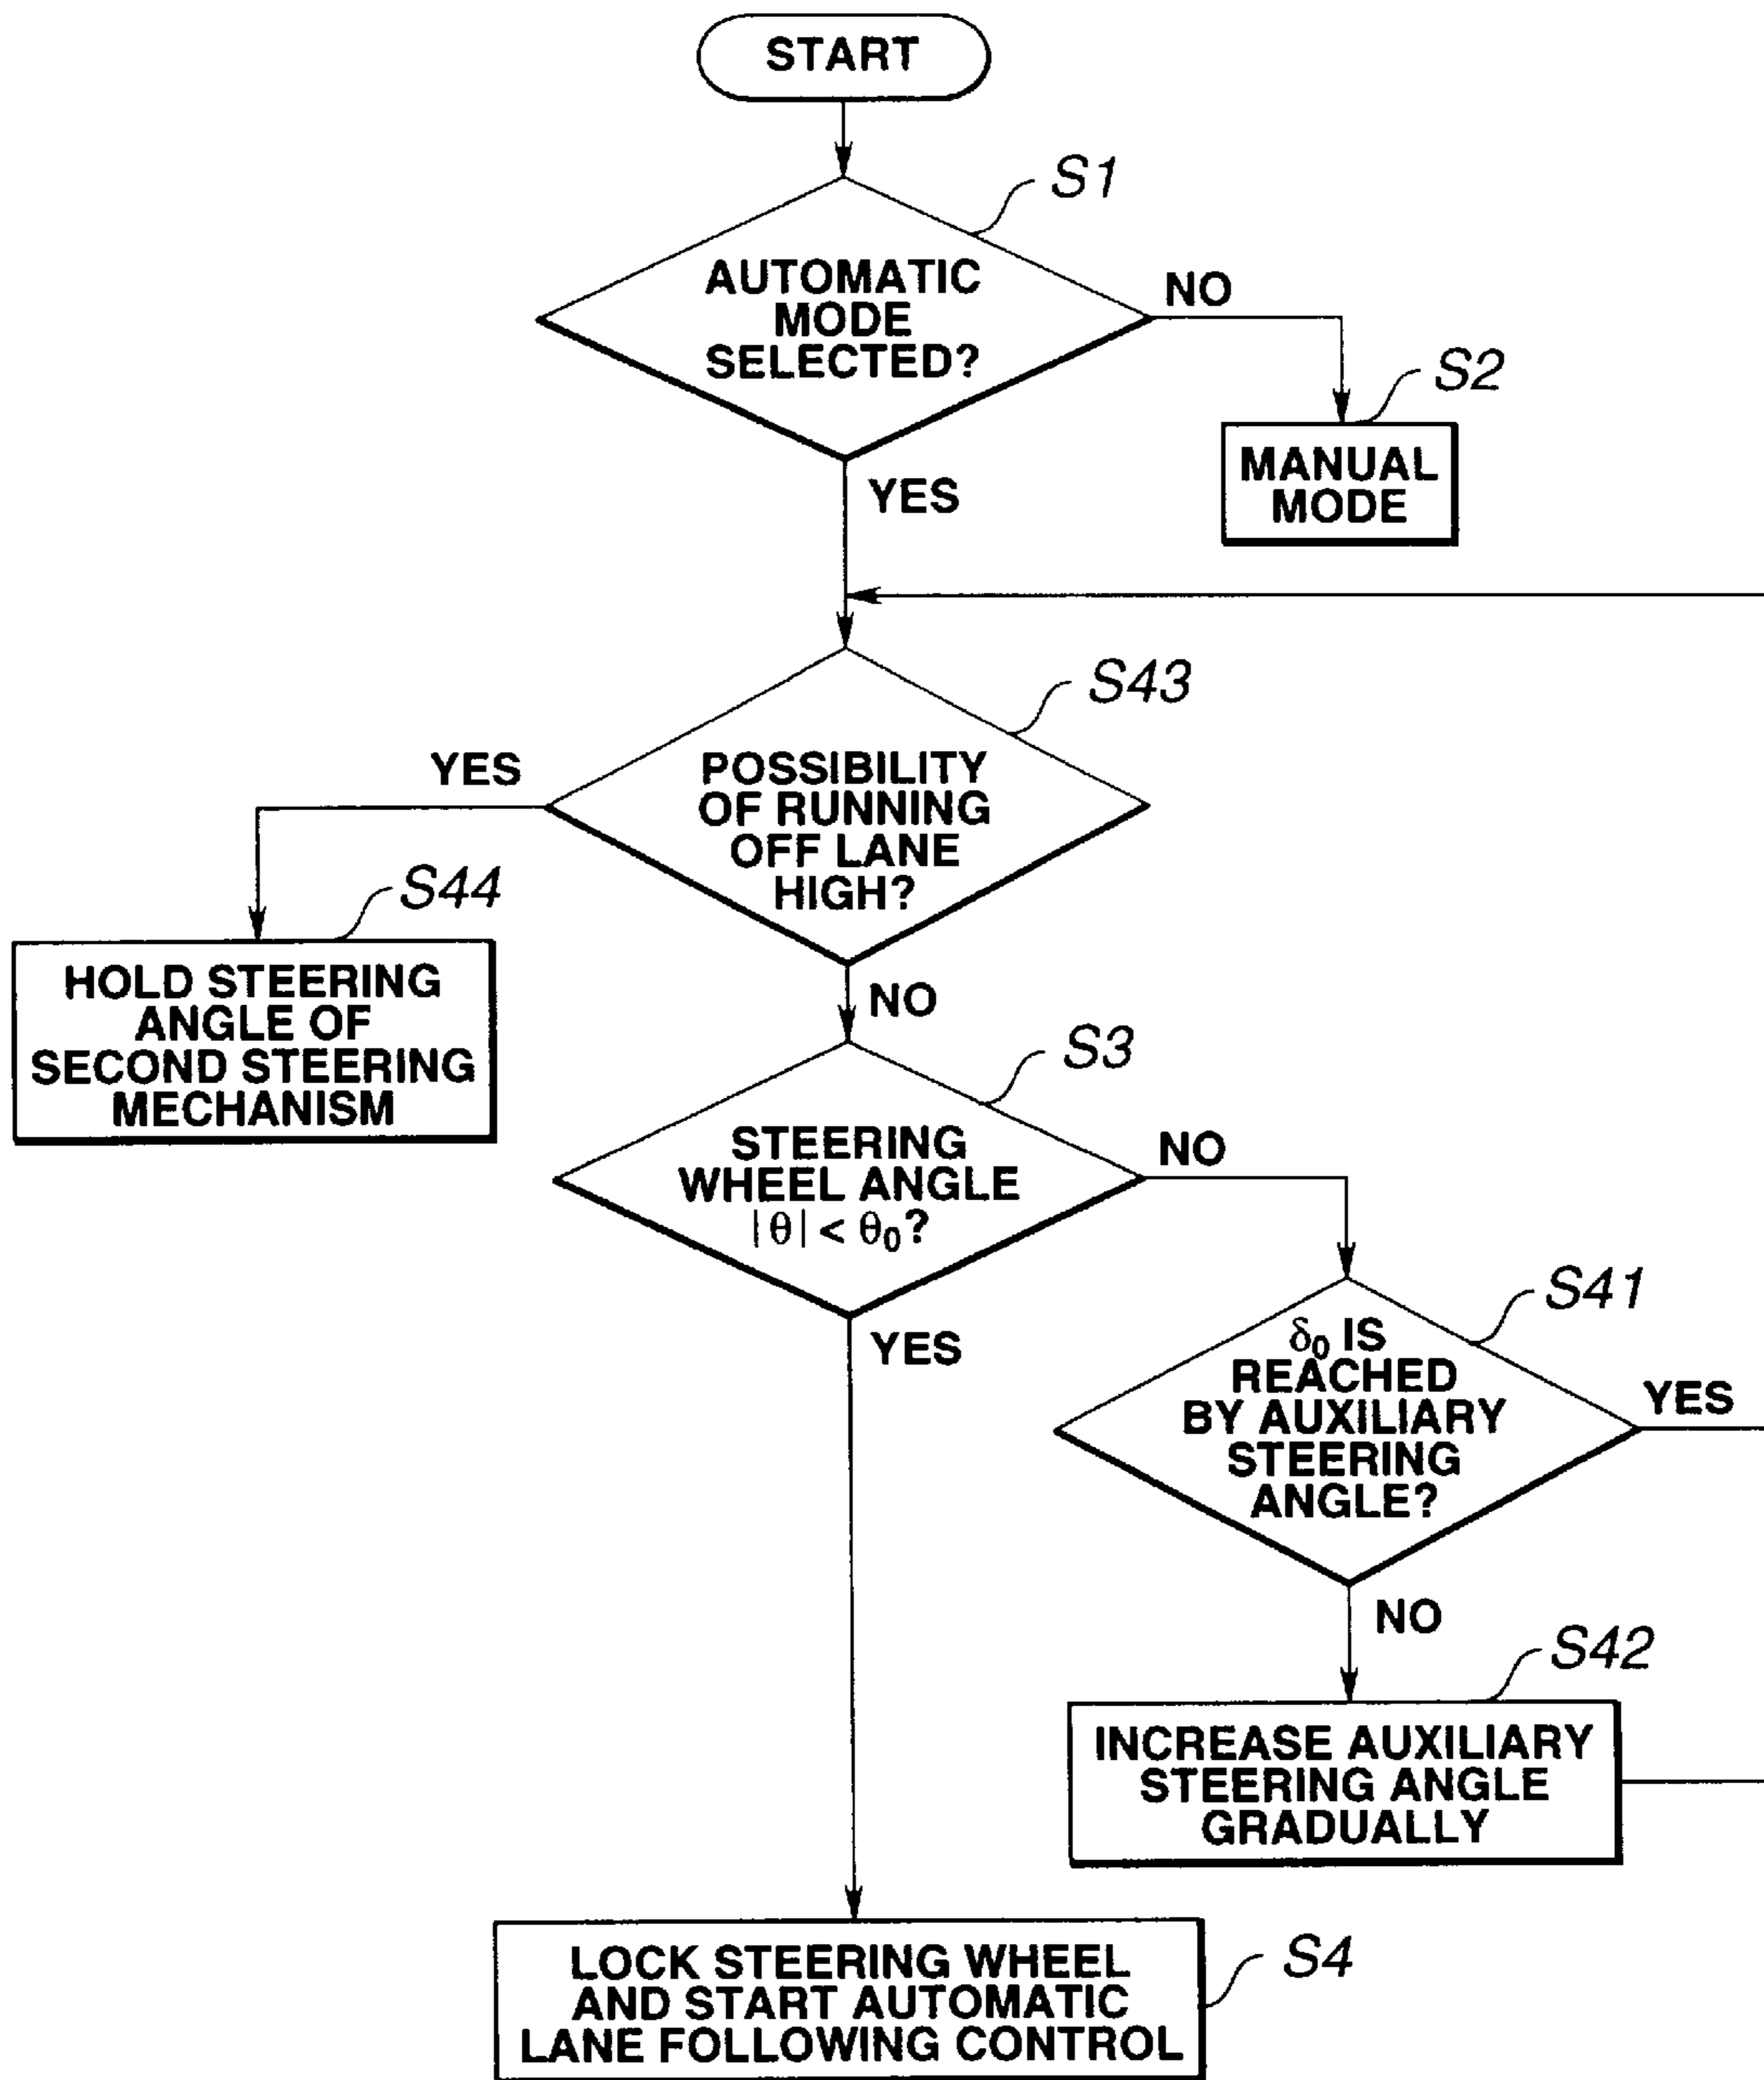 START
S1
AUTOMATIC
MODE
SELECTED?
NO
S2
MANUAL
MODE
YES
S43
YES
POSSIBILITY
OF RUNNING
OFF LANE
HIGH?
S44
HOLD STEERING
ANGLE OF
SECOND STEERING
MECHANISM
NO
S3
STEERING
WHEEL ANGLE
|θ| < θ₀?
NO
YES
S41
δ₀ IS
REACHED
BY AUXILIARY
STEERING
ANGLE?
YES
NO
S42
INCREASE AUXILIARY
STEERING ANGLE
GRADUALLY
LOCK STEERING WHEEL
AND START AUTOMATIC
LANE FOLLOWING CONTROL
S4